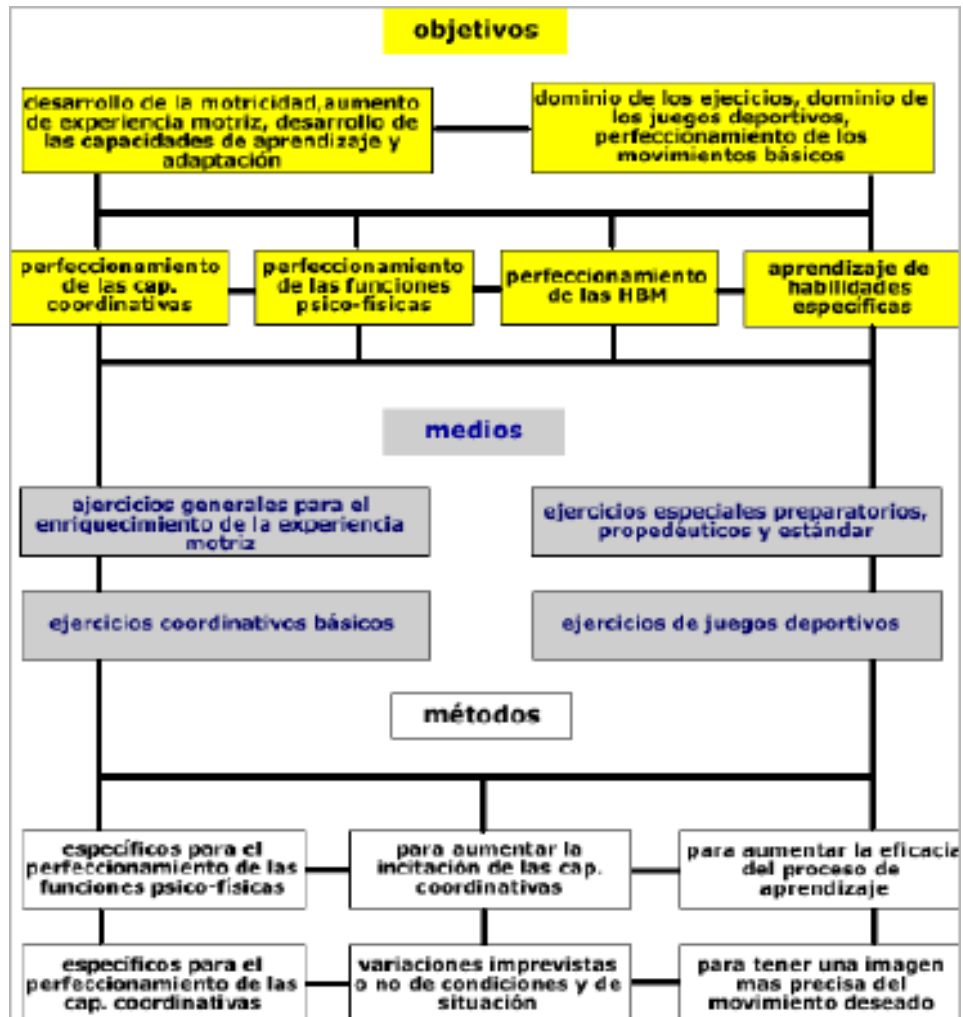 objetivos
desarrollo de la motricidad,aumento
de experiencia motriz, desarrollo de
las capacidades de aprendizaje y
adaptación
dominio de los ejecicios, dominio de
los juegos deportivos,
perfeccionamiento de los
movimientos básicos
perfeccionamiento
de las cap.
coordinativas
perfeccionamiento
de las funciones
psico-físicas
perfeccionamiento
de las HBM
aprendizaje de
habilidades
específicas
medios
ejercicios generales para el
enriquecimiento de la experiencia
motriz
ejercicios especiales preparatorios,
propedéuticos y estándar
ejercicios coordinativos básicos
ejercicios de juegos deportivos
métodos
específicos para el
perfeccionamiento de las
funciones psico-físicas
para aumentar la
incitación de las cap.
coordinativas
para aumentar la eficacia
del proceso de
aprendizaje
específicos para el
perfeccionamiento de las
cap. coordinativas
variaciones imprevistas
o no de condiciones y de
situación
para tener una imagen
mas precisa del
movimiento deseado